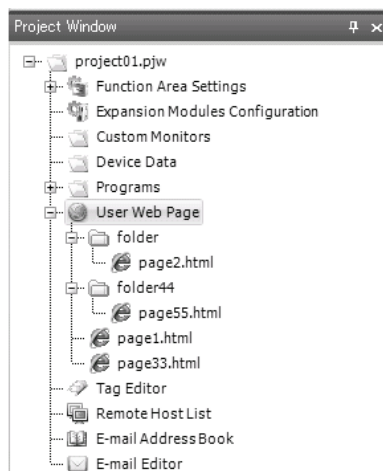 Project Window
project01.pjw
Function Area Settings
Expansion Modules Configuration
Custom Monitors
Device Data
Programs
User Web Page
folder
page2.html
folder44
page55.html
page1.html
page33.html
Tag Editor
Remote Host List
E-mail Address Book
E-mail Editor